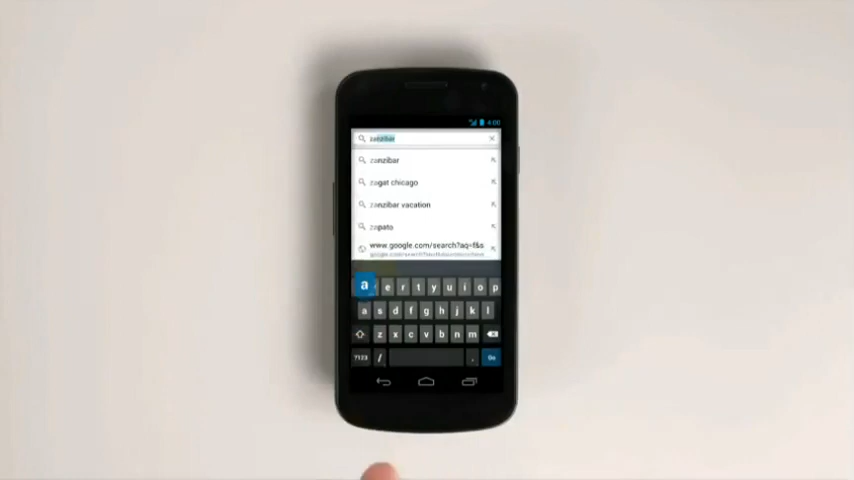 4:00
zanzibar
zanzibar
zagat chicago
zanzibar vacation
zapato
www.google.com/search?aq=f&s
a
e r t y u i o p
a s d f g h j k l
z x c v b n m
?123 / . Go